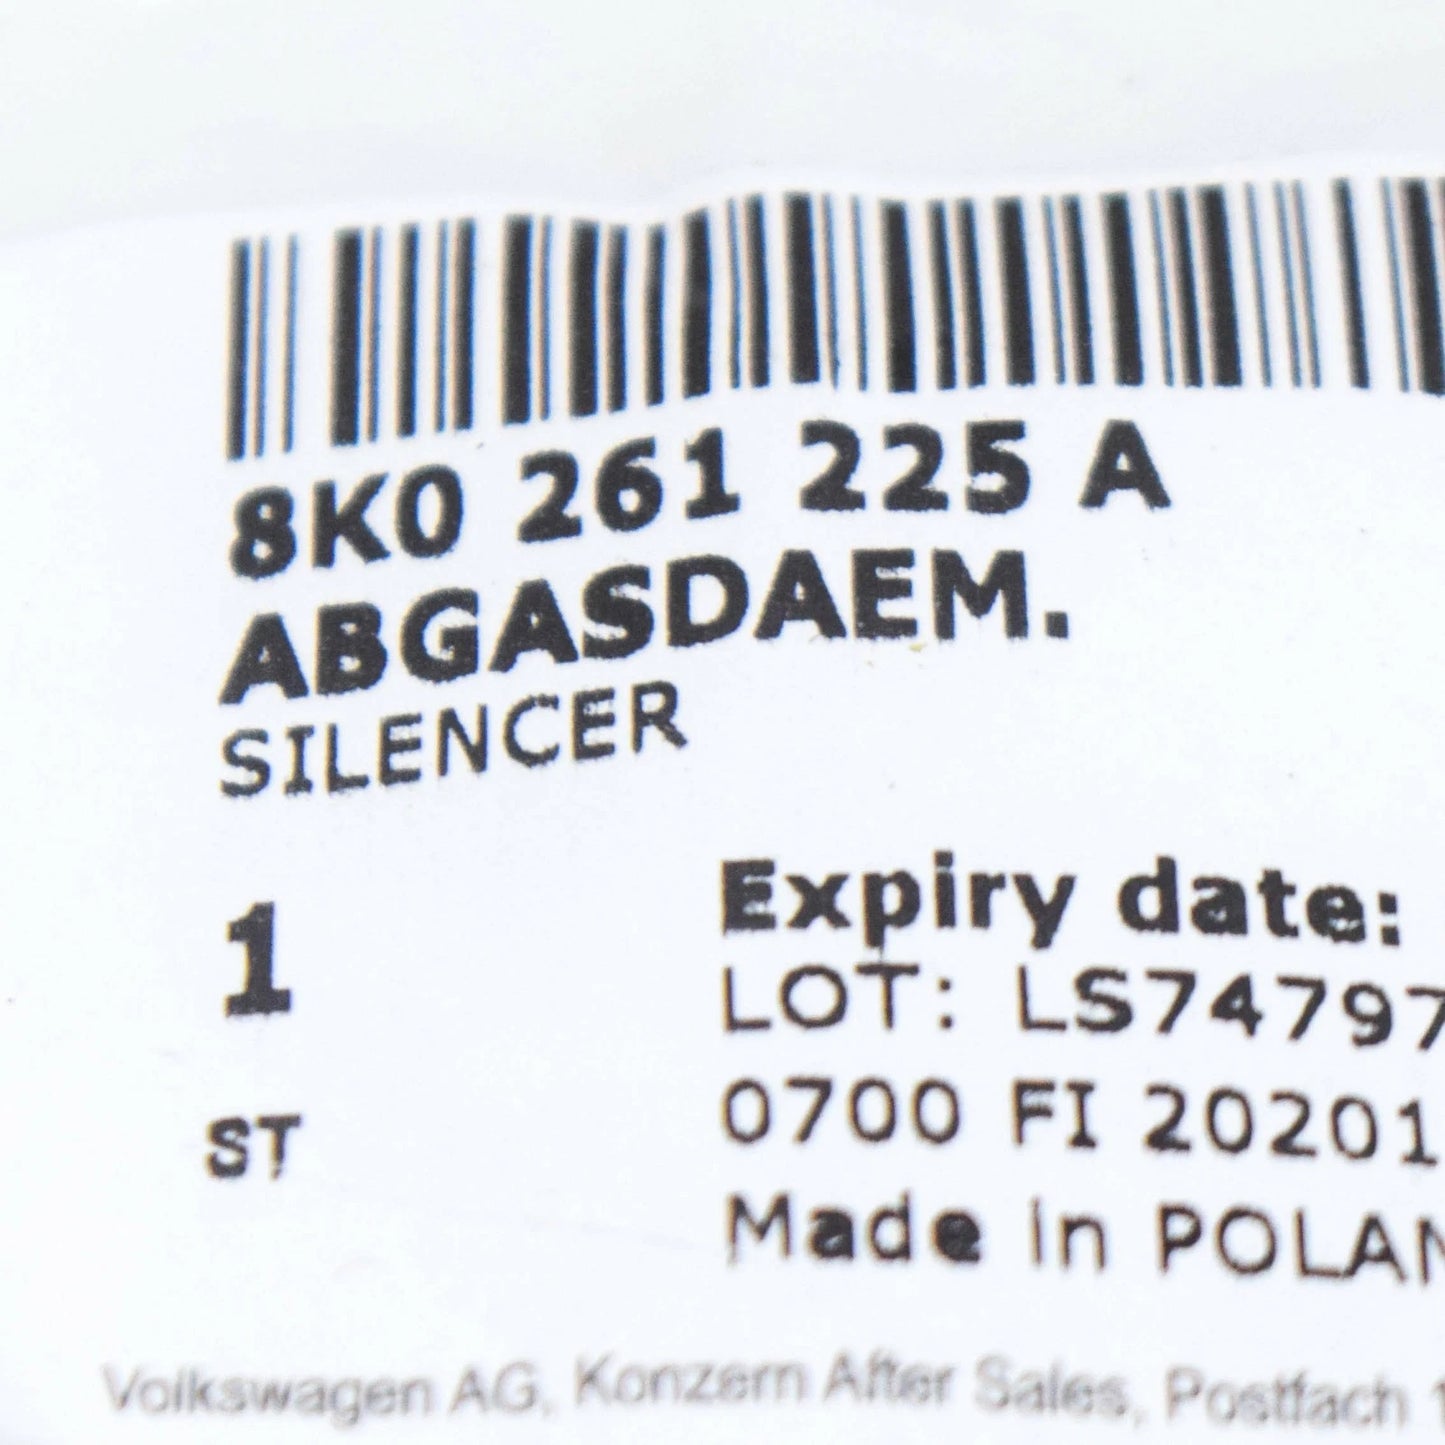 8K0 261 225 A
ABGASDAEM.
SILENCER
1
Expiry date:
LOT: LS74797
0700 FI 20201
ST
Made in POLAN
Volkswagen AG, Konzern After Sales, Postfach 1